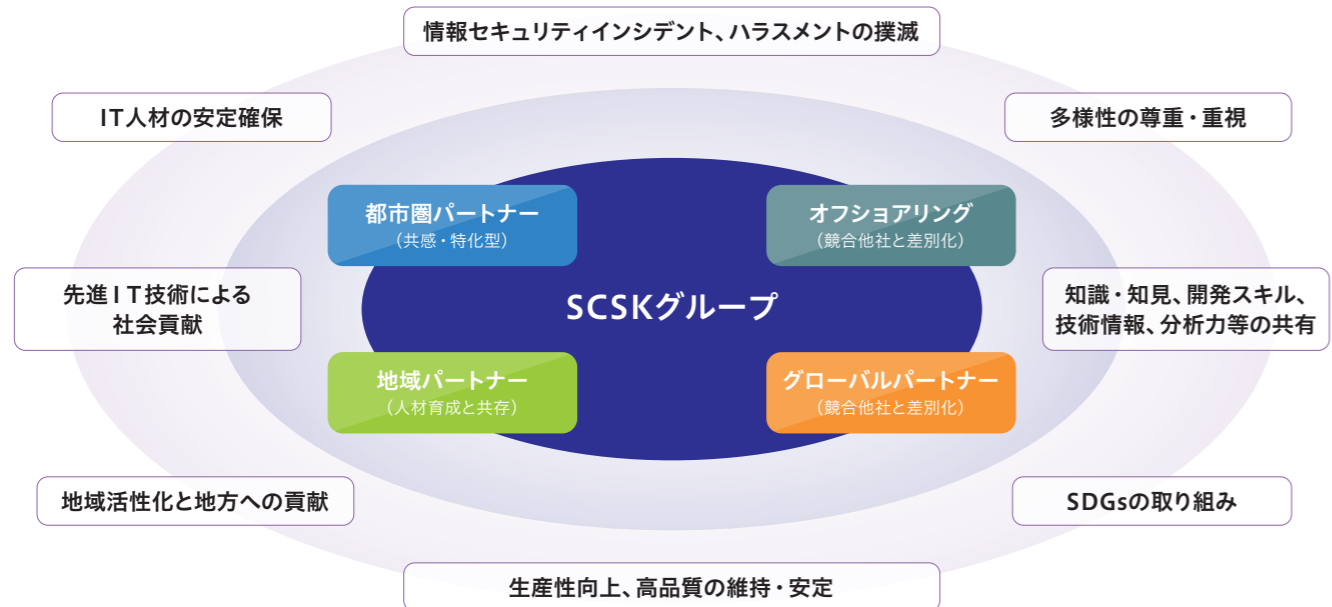 情報セキュリティインシデント、ハラスメントの撲滅
IT人材の安定確保
多様性の尊重・重視
都市圏パートナー
（共感・特化型）
オフショアリング
（競合他社と差別化）
先進IT技術による
社会貢献
SCSKグループ
知識・知見、開発スキル、
技術情報、分析力等の共有
地域パートナー
（人材育成と共存）
グローバルパートナー
（競合他社と差別化）
地域活性化と地方への貢献
SDGsの取り組み
生産性向上、高品質の維持・安定